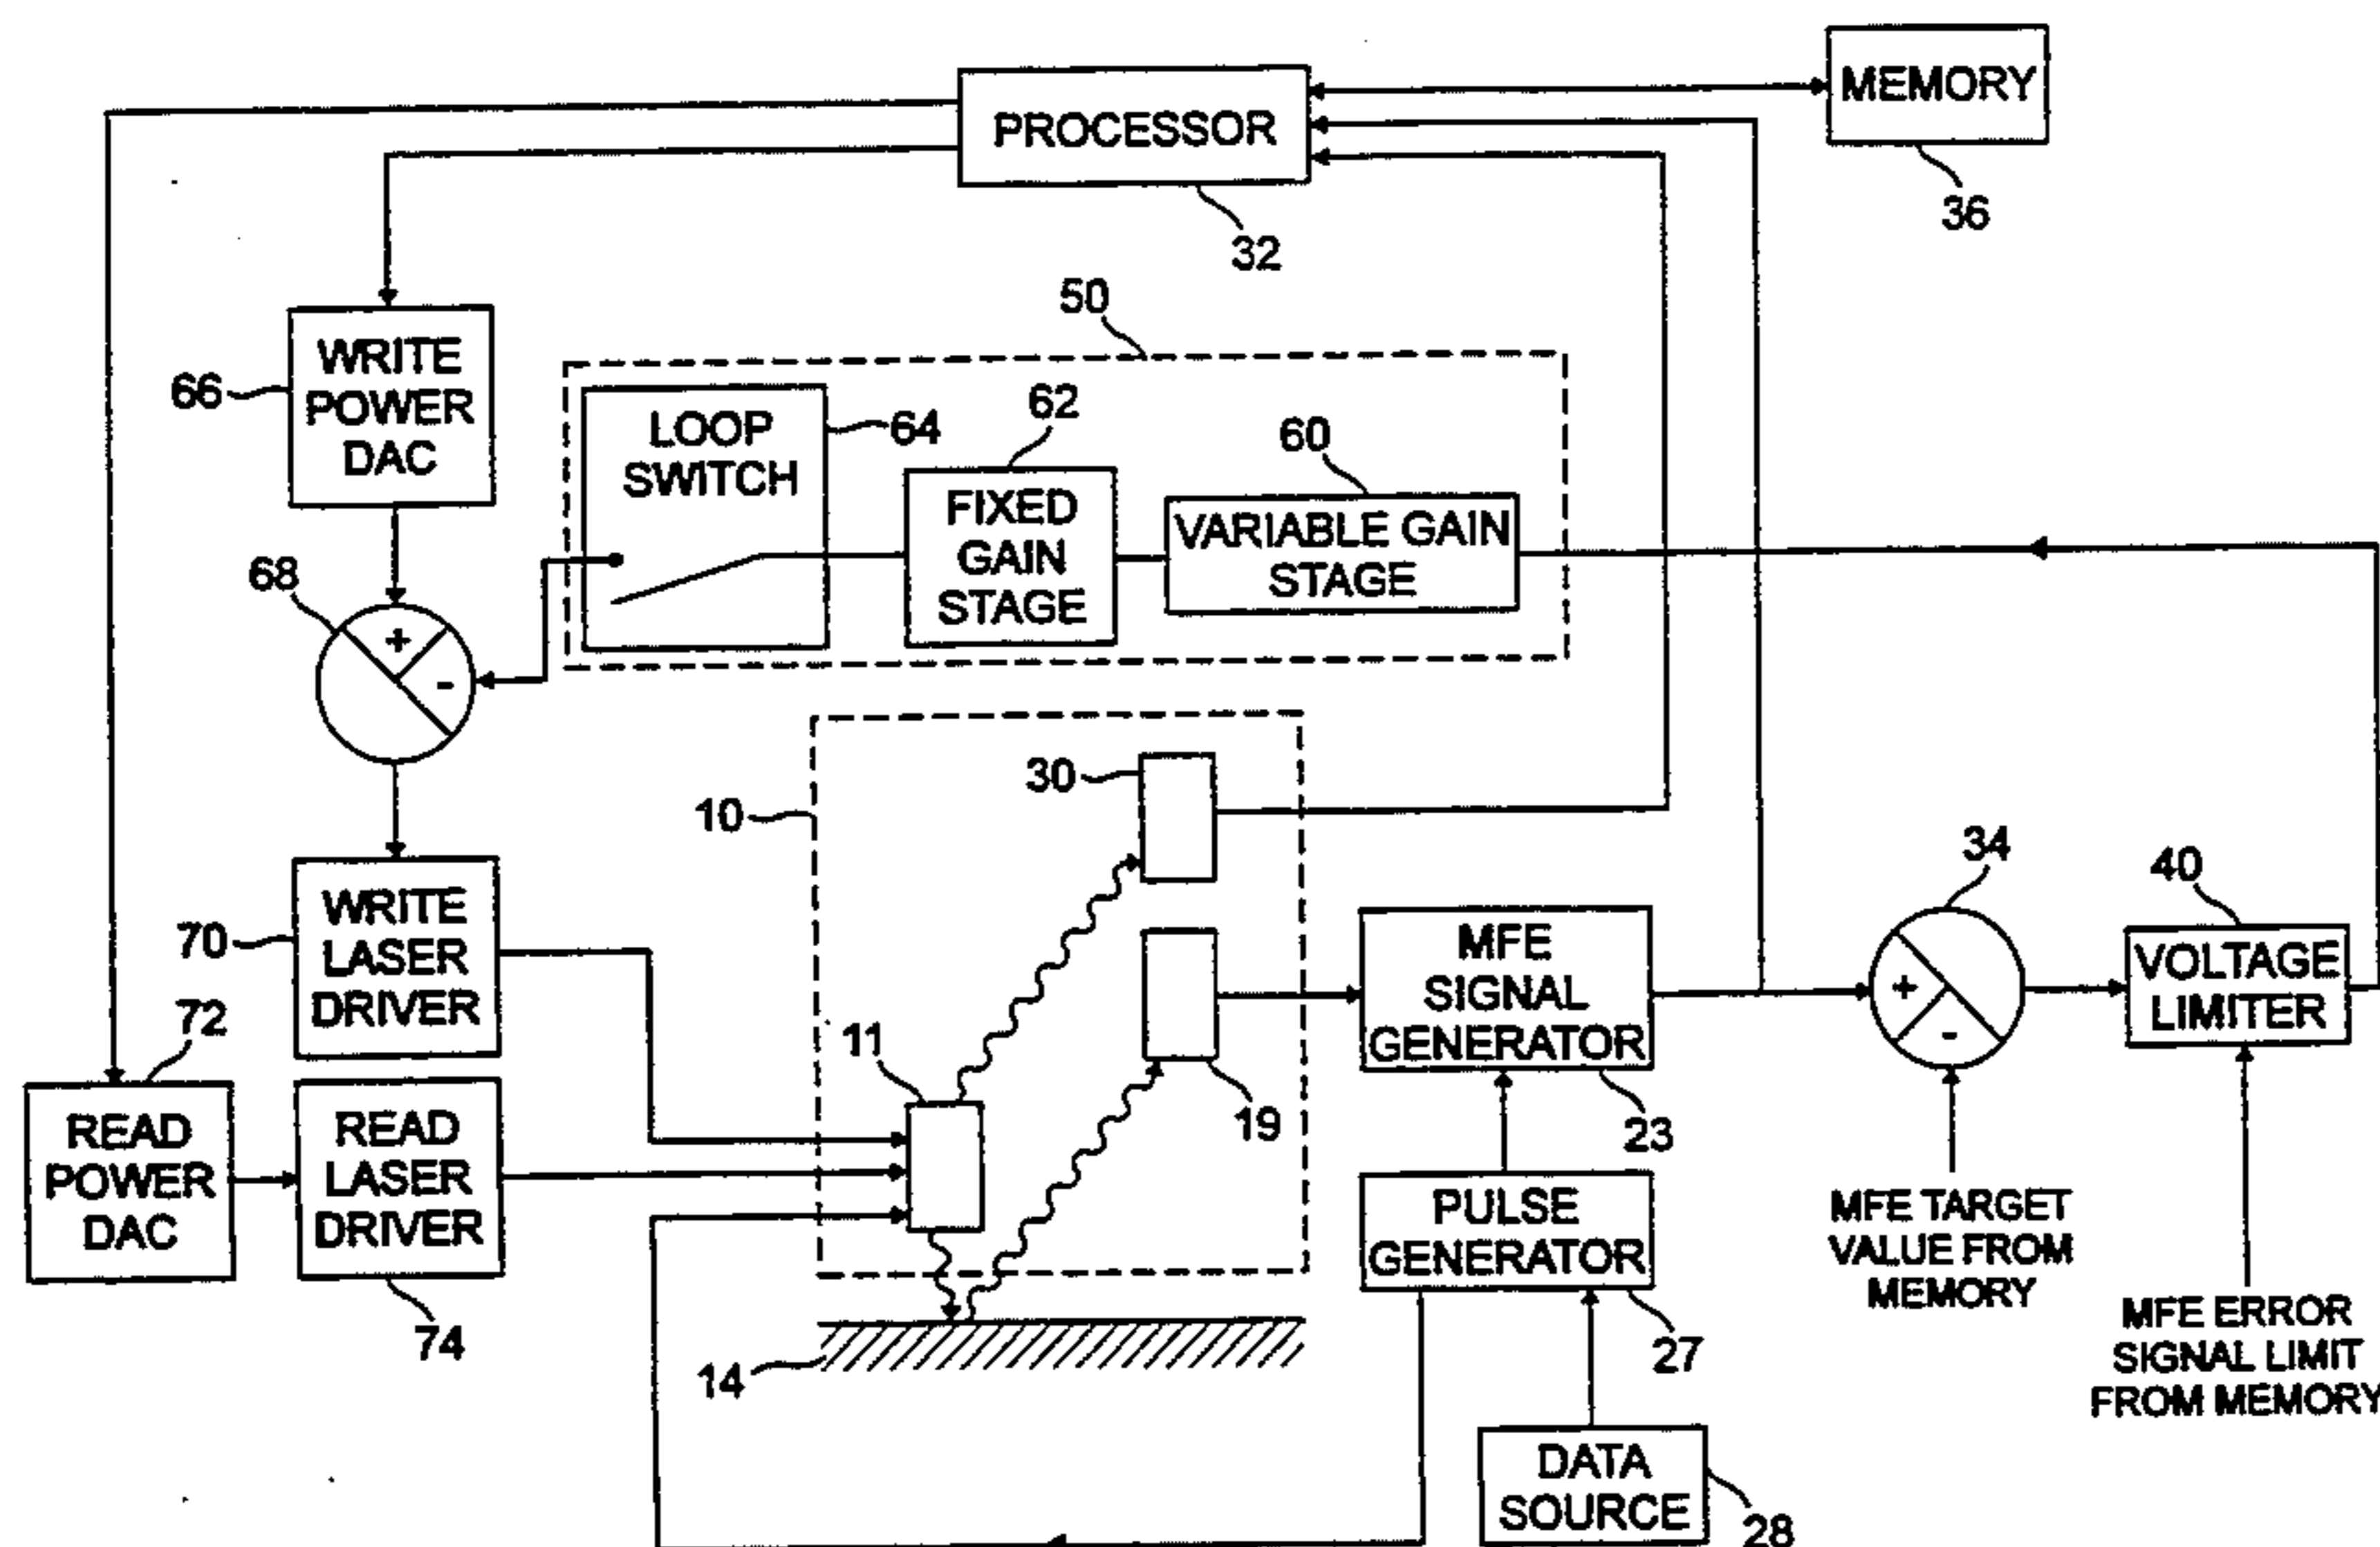 MEMORY
36
PROCESSOR
32
50
WRITE
POWER
DAC
66
LOOP
SWITCH
64
62
FIXED
GAIN
STAGE
60
VARIABLE GAIN
STAGE
68
+
-
10
30
34
40
VOLTAGE
LIMITER
+
-
WRITE
LASER
DRIVER
70
72
11
19
MFE
SIGNAL
GENERATOR
23
READ
POWER
DAC
READ
LASER
DRIVER
74
14
PULSE
GENERATOR
27
MFE TARGET
VALUE FROM
MEMORY
MFE ERROR
SIGNAL LIMIT
FROM MEMORY
DATA
SOURCE
28